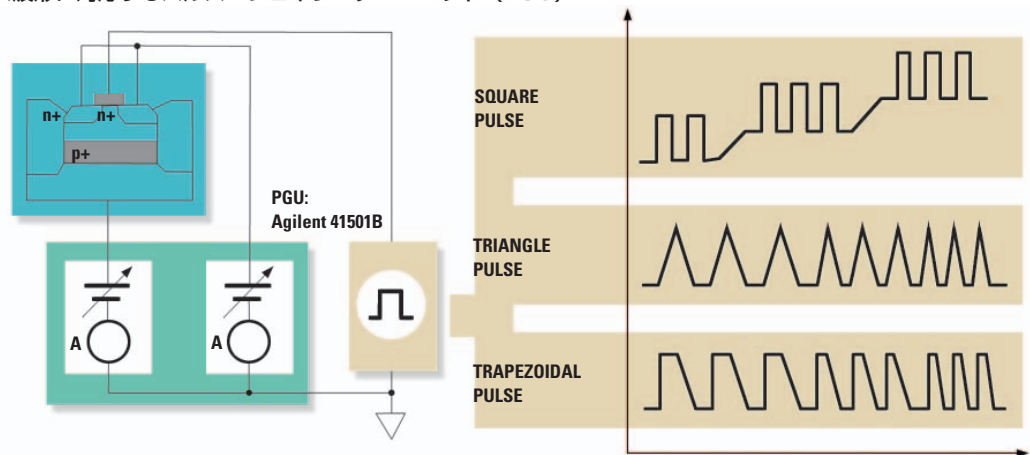 n+
n+
p+
PGU:
Agilent 41501B
A
A
SQUARE
PULSE
TRIANGLE
PULSE
TRAPEZOIDAL
PULSE